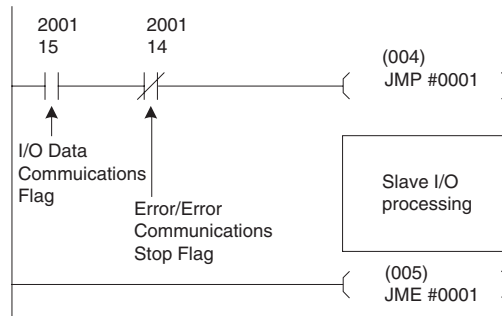 2001
15
2001
14
(004)
JMP #0001
I/O Data
Commuications
Flag
Error/Error
Communications
Stop Flag
Slave I/O
processing
(005)
JME #0001